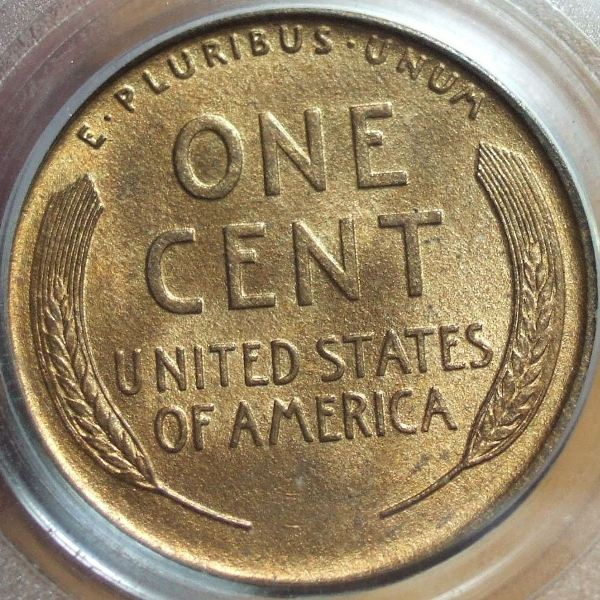 E·PLURIBUS·UNUM
ONE
CENT
UNITED STATES
OF AMERICA